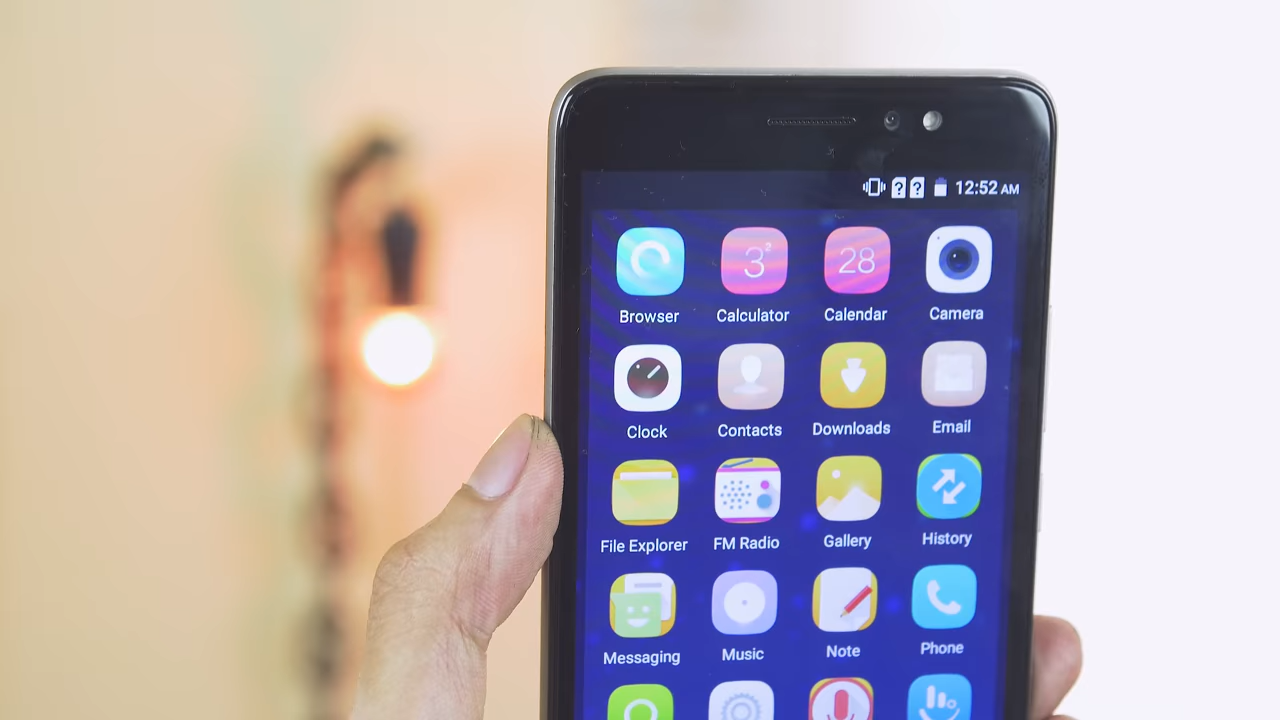 12:52 AM
3²
28
Browser Calculator Calendar Camera
Clock Contacts Downloads Email
File Explorer FM Radio Gallery History
Messaging Music Note Phone